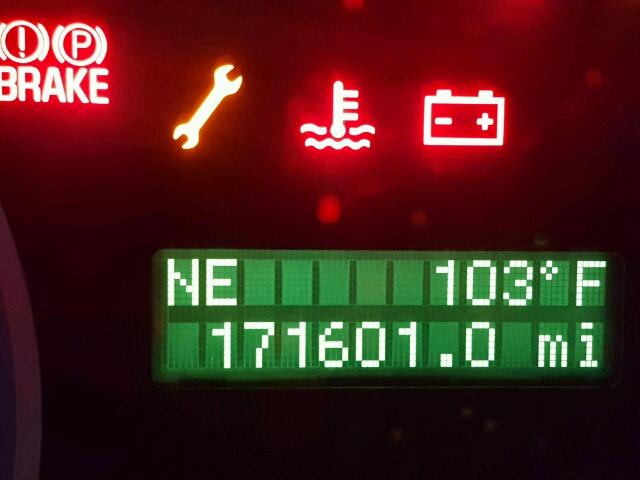 (!) (P)
BRAKE
NE 103°F
171601.0 mi